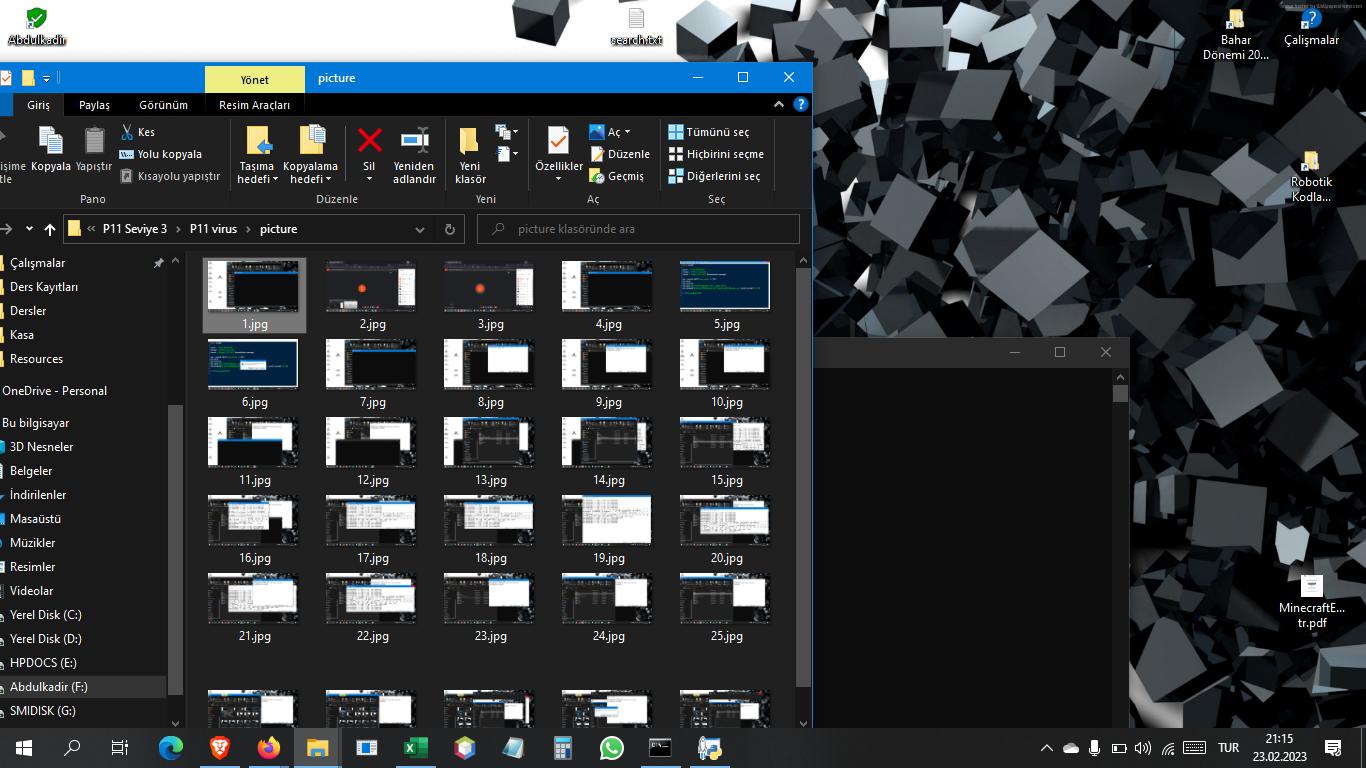 Abdulkadir
search.txt
Bahar
Dönemi 20...
Çalişmalar
Yönet
picture
Giriş
Paylaş
Görünüm
Resim Araçları
Kopyala
Yapıştır
Kes
Yolu kopyala
Kısayolu yapıştır
Taşıma
hedefi
Kopyalama
hedefi
Sil
Yeniden
adlandır
Yeni
klasör
Özellikler
Aç
Düzenle
Geçmiş
Tümünü seç
Hiçbirini seçme
Diğerlerini seç
işime
tle
Pano
Düzenle
Yeni
Aç
Seç
P11 Seviye 3
P11 virus
picture
picture klasöründe ara
Robotik
Kodla...
Çalışmalar
Ders Kayıtları
Dersler
Kasa
Resources
OneDrive - Personal
Bu bilgisayar
3D Nesneler
Belgeler
İndirilenler
Masaüstü
Müzikler
Resimler
Videolar
Yerel Disk (C:)
Yerel Disk (D:)
HPDOCS (E:)
Abdulkadir (F:)
SMIDISK (G:)
1.jpg
2.jpg
3.jpg
4.jpg
5.jpg
6.jpg
7.jpg
8.jpg
9.jpg
10.jpg
11.jpg
12.jpg
13.jpg
14.jpg
15.jpg
16.jpg
17.jpg
18.jpg
19.jpg
20.jpg
21.jpg
22.jpg
23.jpg
24.jpg
25.jpg
MinecraftE...
tr.pdf
TUR
21:15
23.02.2023